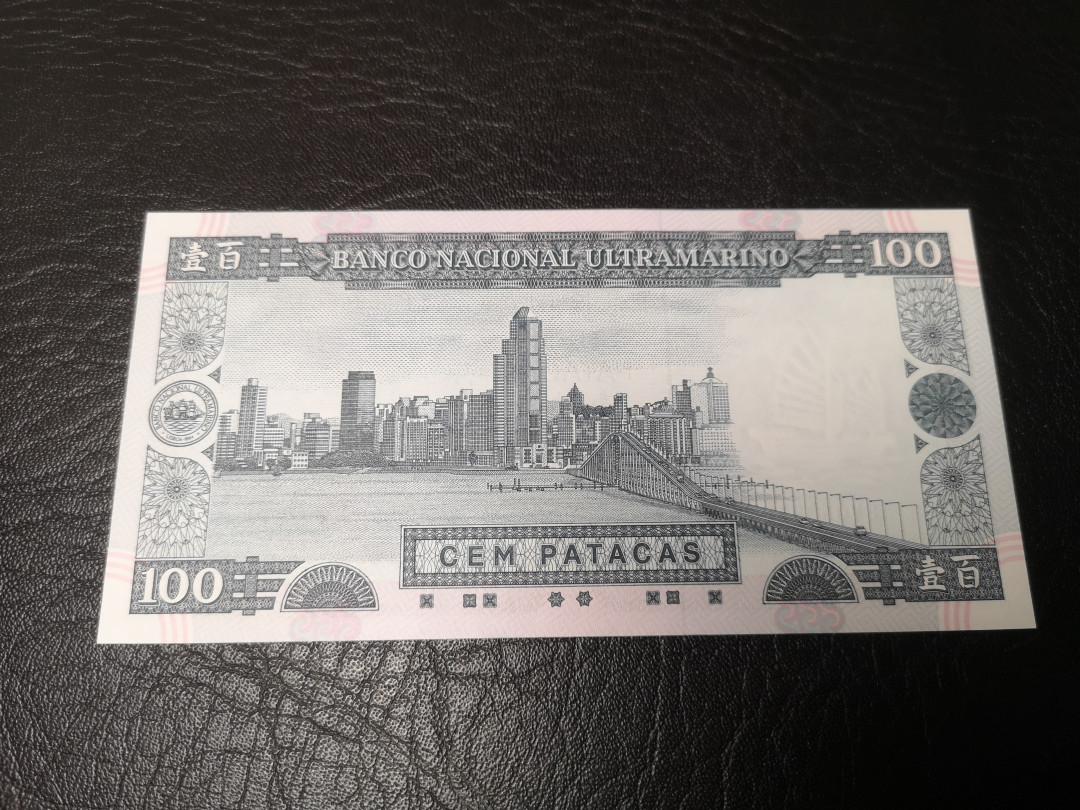 壹百
BANCO NACIONAL ULTRAMARINO
100
100
CEM PATACAS
壹百